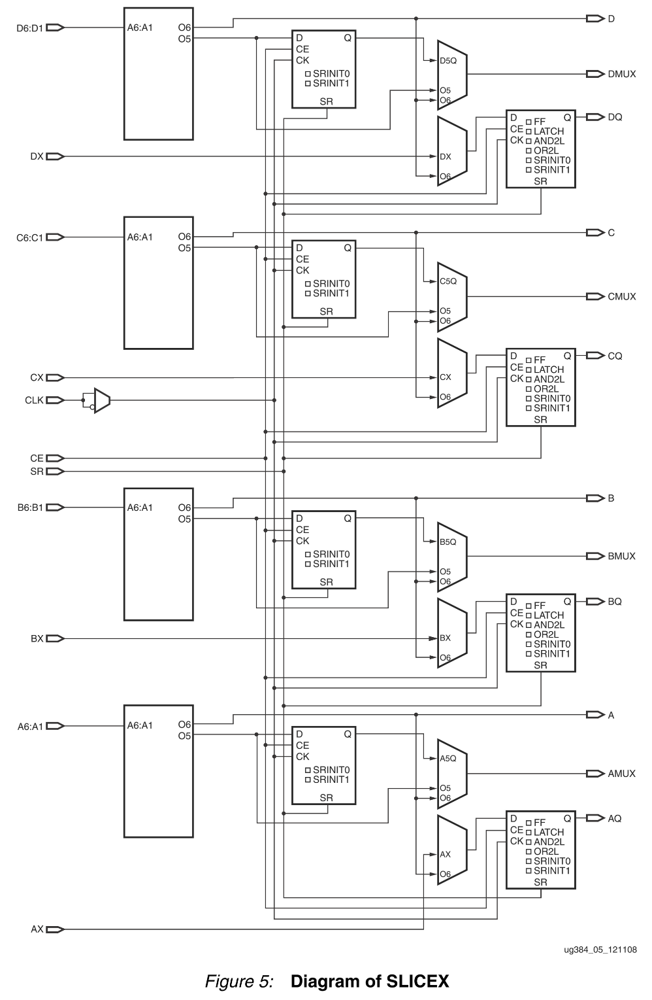 D
D6:D1 A6:A1 O6
O5 D Q
CE
CK D5Q
SRINIT0 DMUX
SRINIT1 O5
SR O6
D Q DQ
FF
CE LATCH
CK AND2L
DX DX OR2L
SRINIT0
SRINIT1
O6 SR
C
C6:C1 A6:A1 O6
O5 D Q
CE
CK
SRINIT0 C5Q
SRINIT1 CMUX
SR O5
O6
D Q CQ
FF
CE LATCH
CX CX CK AND2L
OR2L
CLK O6 SRINIT0
SRINIT1
SR
CE
SR
B
B6:B1 A6:A1 O6
O5 D Q
CE
CK B5Q
SRINIT0 BMUX
SRINIT1
O5
SR O6
D Q BQ
FF
CE LATCH
CK AND2L
BX BX OR2L
SRINIT0
O6 SRINIT1
SR
A
A6:A1 A6:A1 O6
O5 D Q
CE
CK A5Q
SRINIT0 AMUX
SRINIT1
O5
SR O6
D Q AQ
FF
CE LATCH
CK AND2L
AX OR2L
SRINIT0
O6 SRINIT1
SR
AX
ug384_05_121108
Figure 5: Diagram of SLICEX